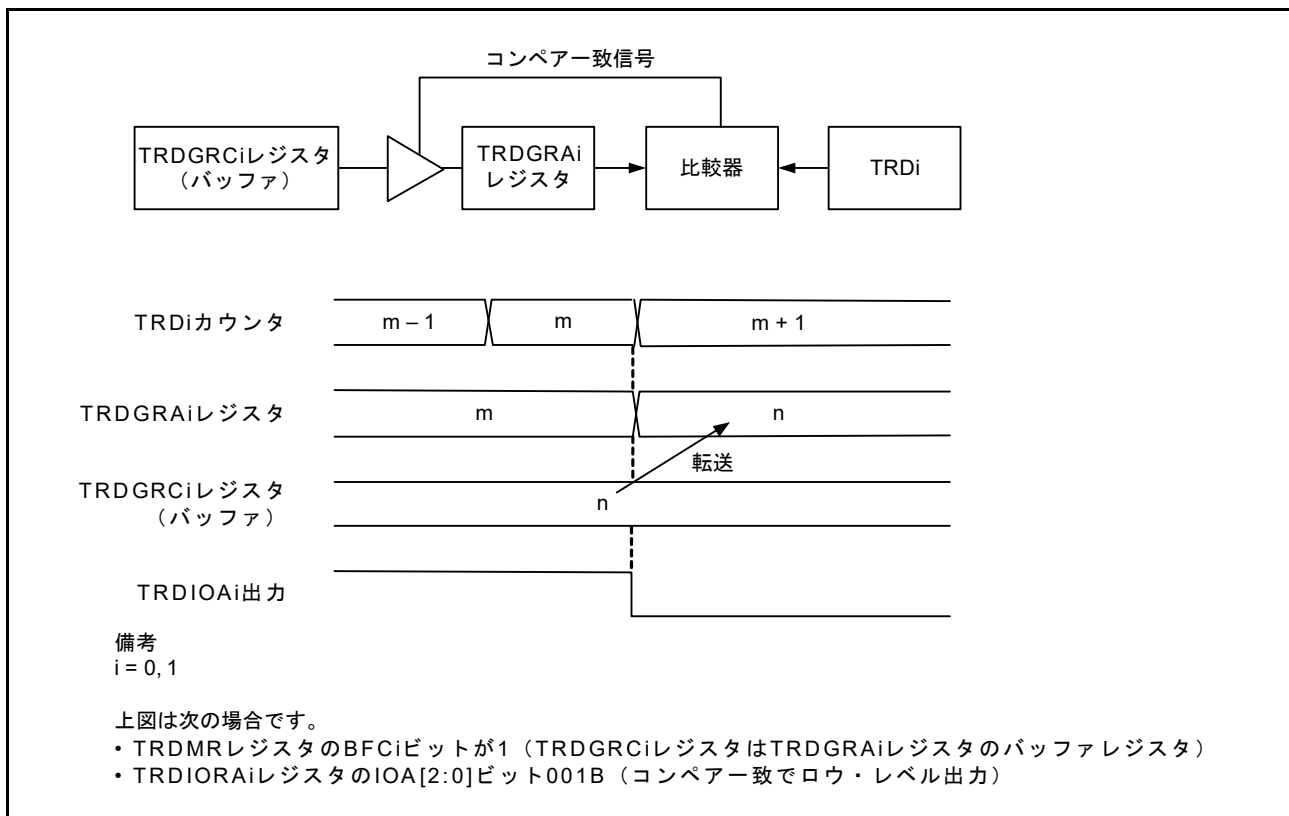 コンペアー致信号
TRDGRCiレジスタ
（バッファ）
TRDGRAi
レジスタ
比較器
TRDi
TRDiカウンタ
m – 1
m
m + 1
TRDGRAiレジスタ
m
n
転送
TRDGRCiレジスタ
（バッファ）
n
TRDIOAi出力
備考
i = 0, 1
上図は次の場合です。
• TRDMRレジスタのBFCiビットが1（TRDGRCiレジスタはTRDGRAiレジスタのバッファレジスタ）
• TRDIORAiレジスタのIOA[2:0]ビット001B（コンペアー致でロウ・レベル出力）